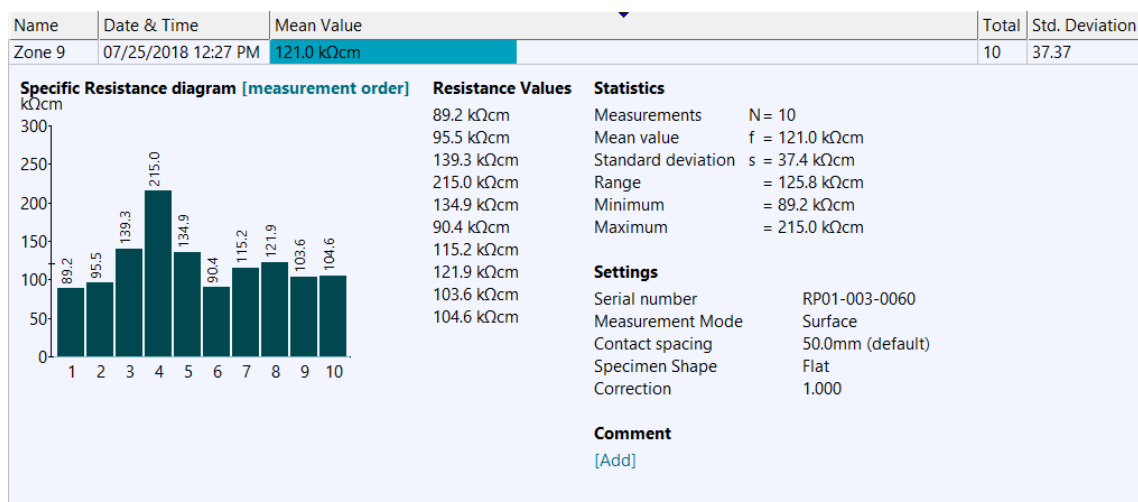 Name Date & Time Mean Value Total Std. Deviation
Zone 9 07/25/2018 12:27 PM 121.0 kΩcm 10 37.37
Specific Resistance diagram [measurement order]
kΩcm
300
250
200
150
100
50
0
89.2
95.5
139.3
215.0
134.9
90.4
115.2
121.9
103.6
104.6
1 2 3 4 5 6 7 8 9 10
Resistance Values
89.2 kΩcm
95.5 kΩcm
139.3 kΩcm
215.0 kΩcm
134.9 kΩcm
90.4 kΩcm
115.2 kΩcm
121.9 kΩcm
103.6 kΩcm
104.6 kΩcm
Statistics
Measurements N = 10
Mean value f = 121.0 kΩcm
Standard deviation s = 37.4 kΩcm
Range = 125.8 kΩcm
Minimum = 89.2 kΩcm
Maximum = 215.0 kΩcm
Settings
Serial number RP01-003-0060
Measurement Mode Surface
Contact spacing 50.0mm (default)
Specimen Shape Flat
Correction 1.000
Comment
[Add]